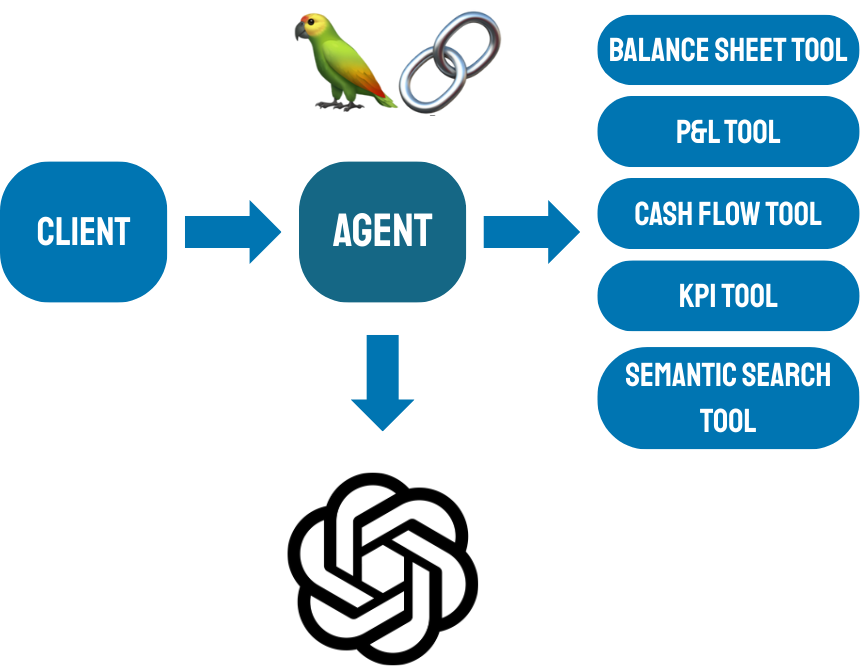 BALANCE SHEET TOOL
P&L TOOL
CLIENT
AGENT
CASH FLOW TOOL
KPI TOOL
SEMANTIC SEARCH
TOOL